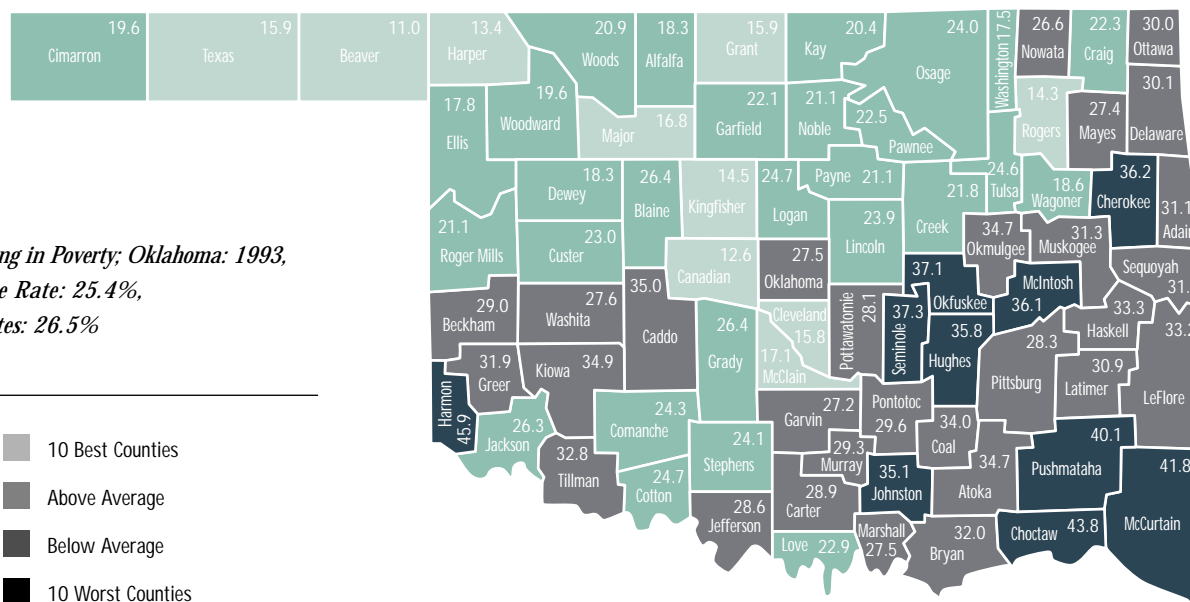 19.6
Cimarron
15.9
Texas
11.0
Beaver
13.4
Harper
20.9
Woods
18.3
Alfalfa
15.9
Grant
20.4
Kay
24.0
Osage
Washington 17.5
26.6
Nowata
22.3
Craig
30.0
Ottawa
17.8
Ellis
19.6
Woodward
16.8
Major
22.1
Garfield
21.1
Noble
22.5
Pawnee
14.3
Rogers
27.4
Mayes
30.1
Delaware
18.3
Dewey
26.4
Blaine
14.5
Kingfisher
24.7
Logan
Payne 21.1
21.8
Creek
24.6
Tulsa
18.6
Wagoner
36.2
Cherokee
31.1
Adair
21.1
Roger Mills
23.0
Custer
12.6
Canadian
27.5
Oklahoma
23.9
Lincoln
34.7
Okmulgee
31.3
Muskogee
Sequoyah
31.
ng in Poverty; Oklahoma: 1993,
e Rate: 25.4%,
tes: 26.5%
29.0
Beckham
27.6
Washita
35.0
Caddo
26.4
Grady
Cleveland
15.8
17.1
McClain
Pottawatomie 28.1
Seminole 37.3
37.1
Okfuskee
McIntosh
36.1
35.8
Hughes
28.3
Pittsburg
33.3
Haskell
30.9
Latimer
33.2
LeFlore
Harmon 45.9
31.9
Greer
34.9
Kiowa
26.3
Jackson
32.8
Tillman
24.3
Comanche
24.7
Cotton
24.1
Stephens
28.6
Jefferson
27.2
Garvin
29.3
Murray
28.9
Carter
Love 22.9
Pontotoc
29.6
34.0
Coal
35.1
Johnston
34.7
Atoka
Marshall
27.5
32.0
Bryan
40.1
Pushmataha
Choctaw 43.8
41.8
McCurtain
10 Best Counties
Above Average
Below Average
10 Worst Counties